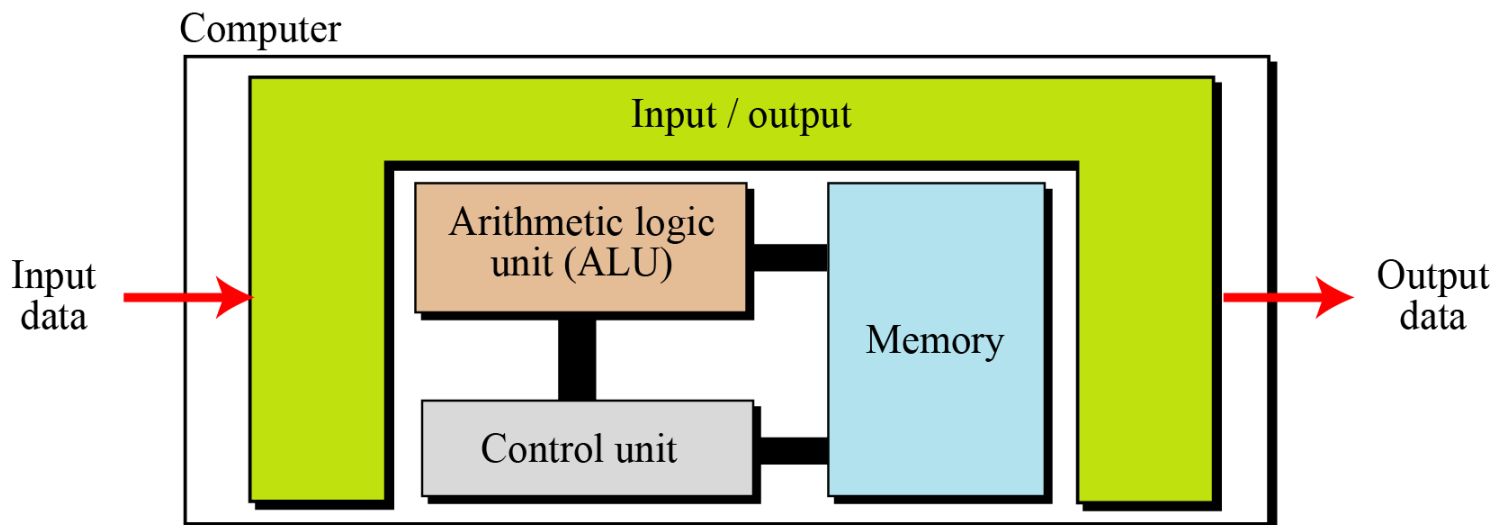 Computer
Input / output
Arithmetic logic
unit (ALU)
Input
data
Memory
Output
data
Control unit